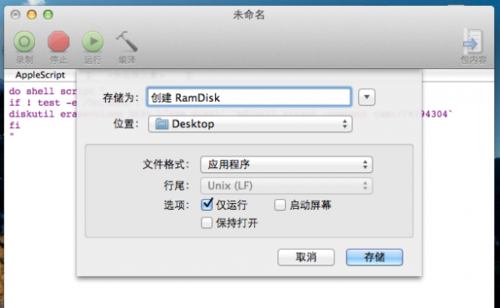 未命名
录制 停止 运行 编译 包内容
AppleScript
do shell script
if ! test -e
diskutil 94304`
fi
"
存储为: 创建 RamDisk
位置: Desktop
文件格式: 应用程序
行尾: Unix (LF)
选项: 仅运行 启动屏幕
保持打开
取消 存储